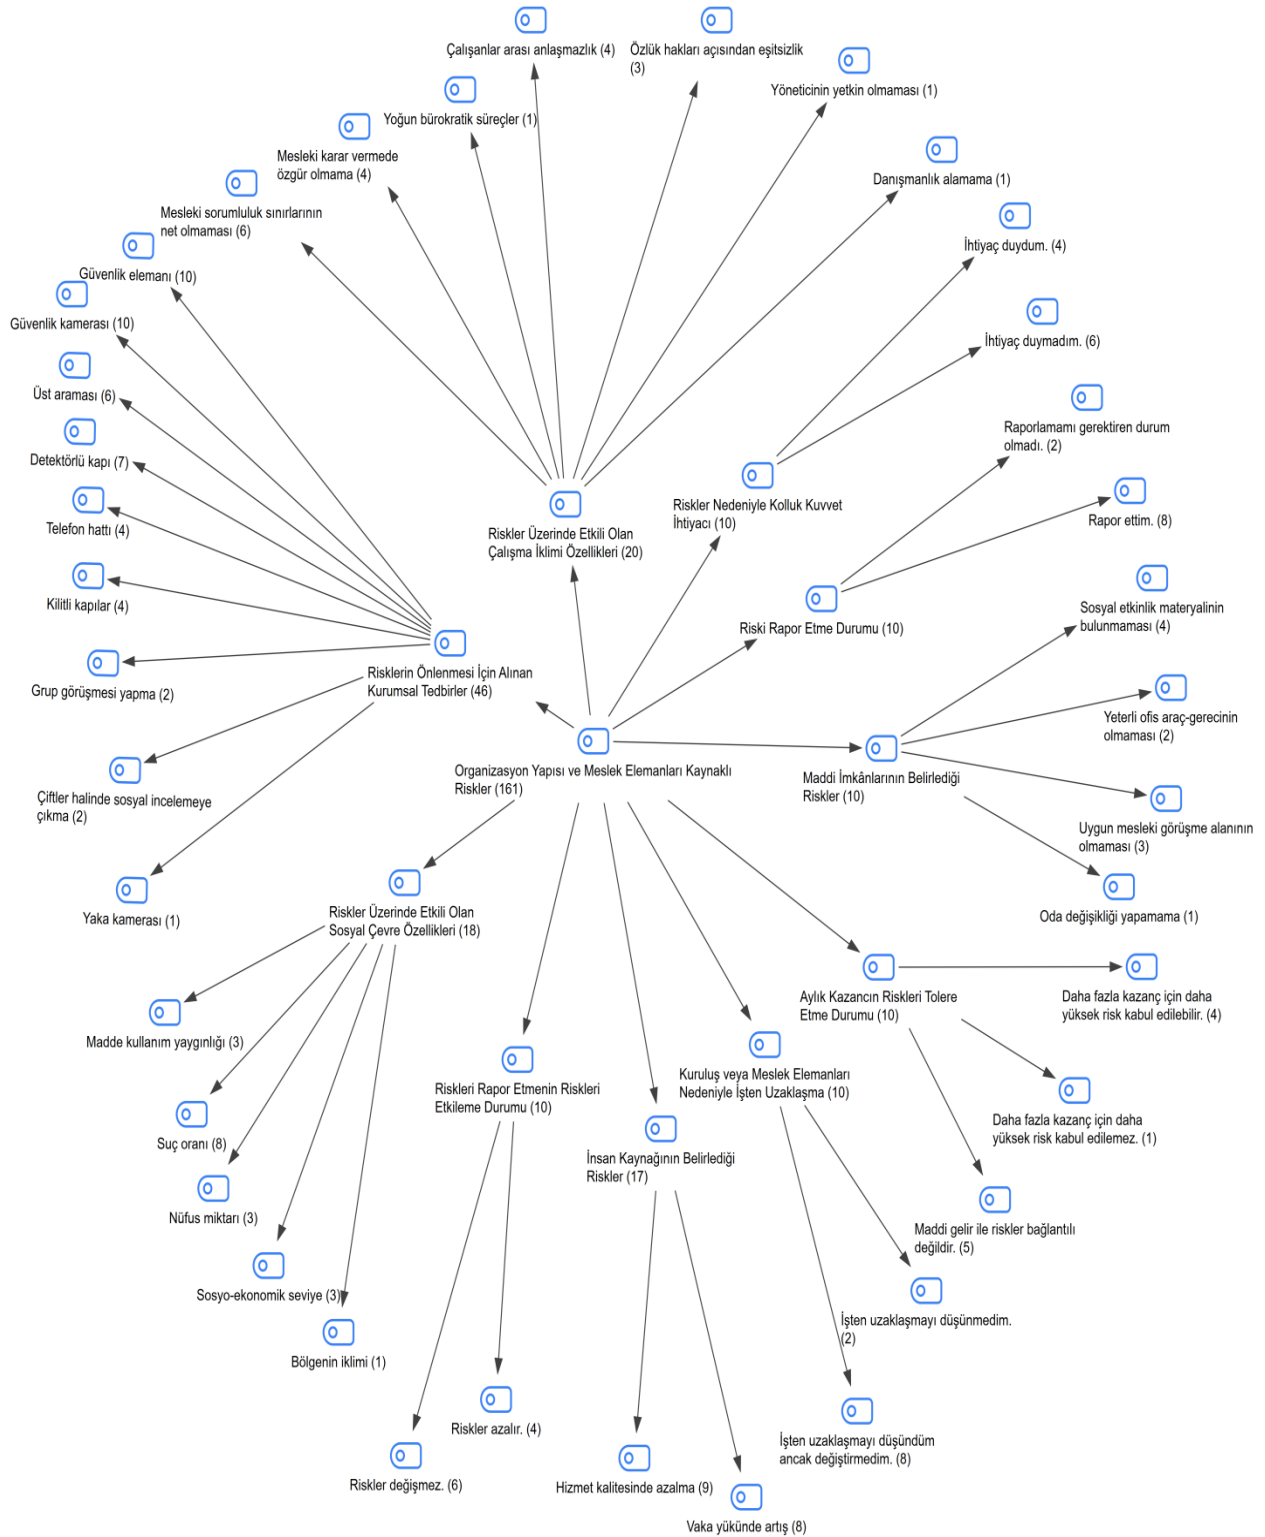 Çalışanlar arası anlaşmazlık (4)
Özlük hakları açısından eşitsizlik
(3)
Yöneticinin yetkin olmaması (1)
Yoğun bürokratik süreçler (1)
Mesleki karar vermede
özgür olmama (4)
Danışmanlık alamama (1)
Mesleki sorumluluk sınırlarının
net olmaması (6)
İhtiyaç duydum. (4)
Güvenlik elemanı (10)
Güvenlik kamerası (10)
İhtiyaç duymadım. (6)
Üst araması (6)
Raporlamamı gerektiren durum
olmadı. (2)
Detektörlü kapı (7)
Riskler Nedeniyle Kolluk Kuvvet
İhtiyacı (10)
Rapor ettim. (8)
Telefon hattı (4)
Riskler Üzerinde Etkili Olan
Çalışma İklimi Özellikleri (20)
Kilitli kapılar (4)
Sosyal etkinlik materyalinin
bulunmaması (4)
Riski Rapor Etme Durumu (10)
Risklerin Önlenmesi İçin Alınan
Kurumsal Tedbirler (46)
Grup görüşmesi yapma (2)
Yeterli ofis araç-gerecinin
olmaması (2)
Organizasyon Yapısı ve Meslek Elemanları Kaynaklı
Riskler (161)
Maddi İmkânlarının Belirlediği
Riskler (10)
Çiftler halinde sosyal incelemeye
çıkma (2)
Uygun mesleki görüşme alanının
olmaması (3)
Yaka kamerası (1)
Riskler Üzerinde Etkili Olan
Sosyal Çevre Özellikleri (18)
Oda değişikliği yapamama (1)
Aylık Kazancın Riskleri Tolere
Etme Durumu (10)
Daha fazla kazanç için daha
yüksek risk kabul edilebilir. (4)
Madde kullanım yaygınlığı (3)
Riskleri Rapor Etmenin Riskleri
Etkileme Durumu (10)
Kuruluş veya Meslek Elemanları
Nedeniyle İşten Uzaklaşma (10)
Daha fazla kazanç için daha
yüksek risk kabul edilemez. (1)
Suç oranı (8)
İnsan Kaynağının Belirlediği
Riskler (17)
Nüfus miktarı (3)
Maddi gelir ile riskler bağlantılı
değildir. (5)
Sosyo-ekonomik seviye (3)
İşten uzaklaşmayı düşünmedim.
(2)
Bölgenin iklimi (1)
Riskler azalır. (4)
İşten uzaklaşmayı düşündüm
ancak değiştirmedim. (8)
Riskler değişmez. (6)
Hizmet kalitesinde azalma (9)
Vaka yükünde artış (8)